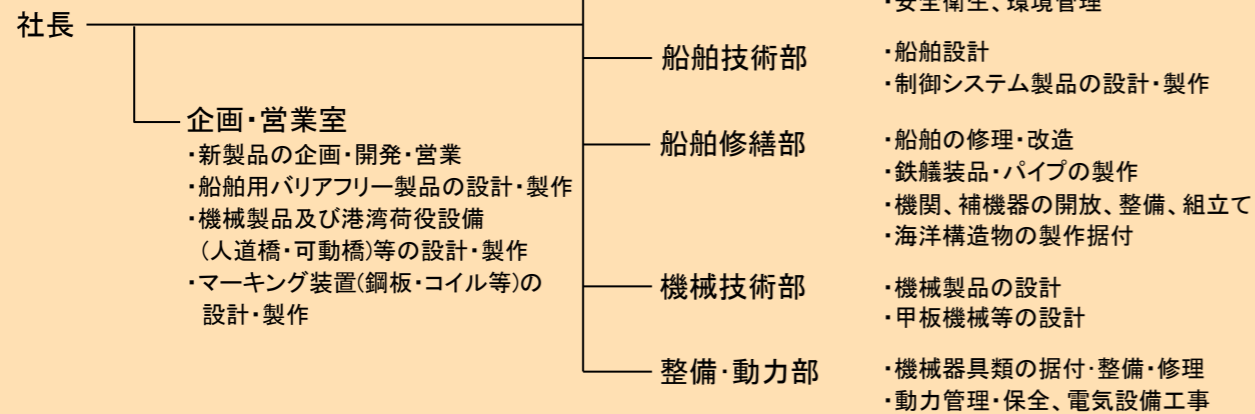 ・安全衛生、環境管理
社長
船舶技術部
・船舶設計
・制御システム製品の設計・製作
企画・営業室
・新製品の企画・開発・営業
・船舶用バリアフリー製品の設計・製作
・機械製品及び港湾荷役設備
(人道橋・可動橋)等の設計・製作
・マーキング装置(鋼板・コイル等)の
設計・製作
船舶修繕部
・船舶の修理・改造
・鉄艤装品・パイプの製作
・機関、補機器の開放、整備、組立て
・海洋構造物の製作据付
機械技術部
・機械製品の設計
・甲板機械等の設計
整備・動力部
・機械器具類の据付・整備・修理
・動力管理・保全、電気設備工事